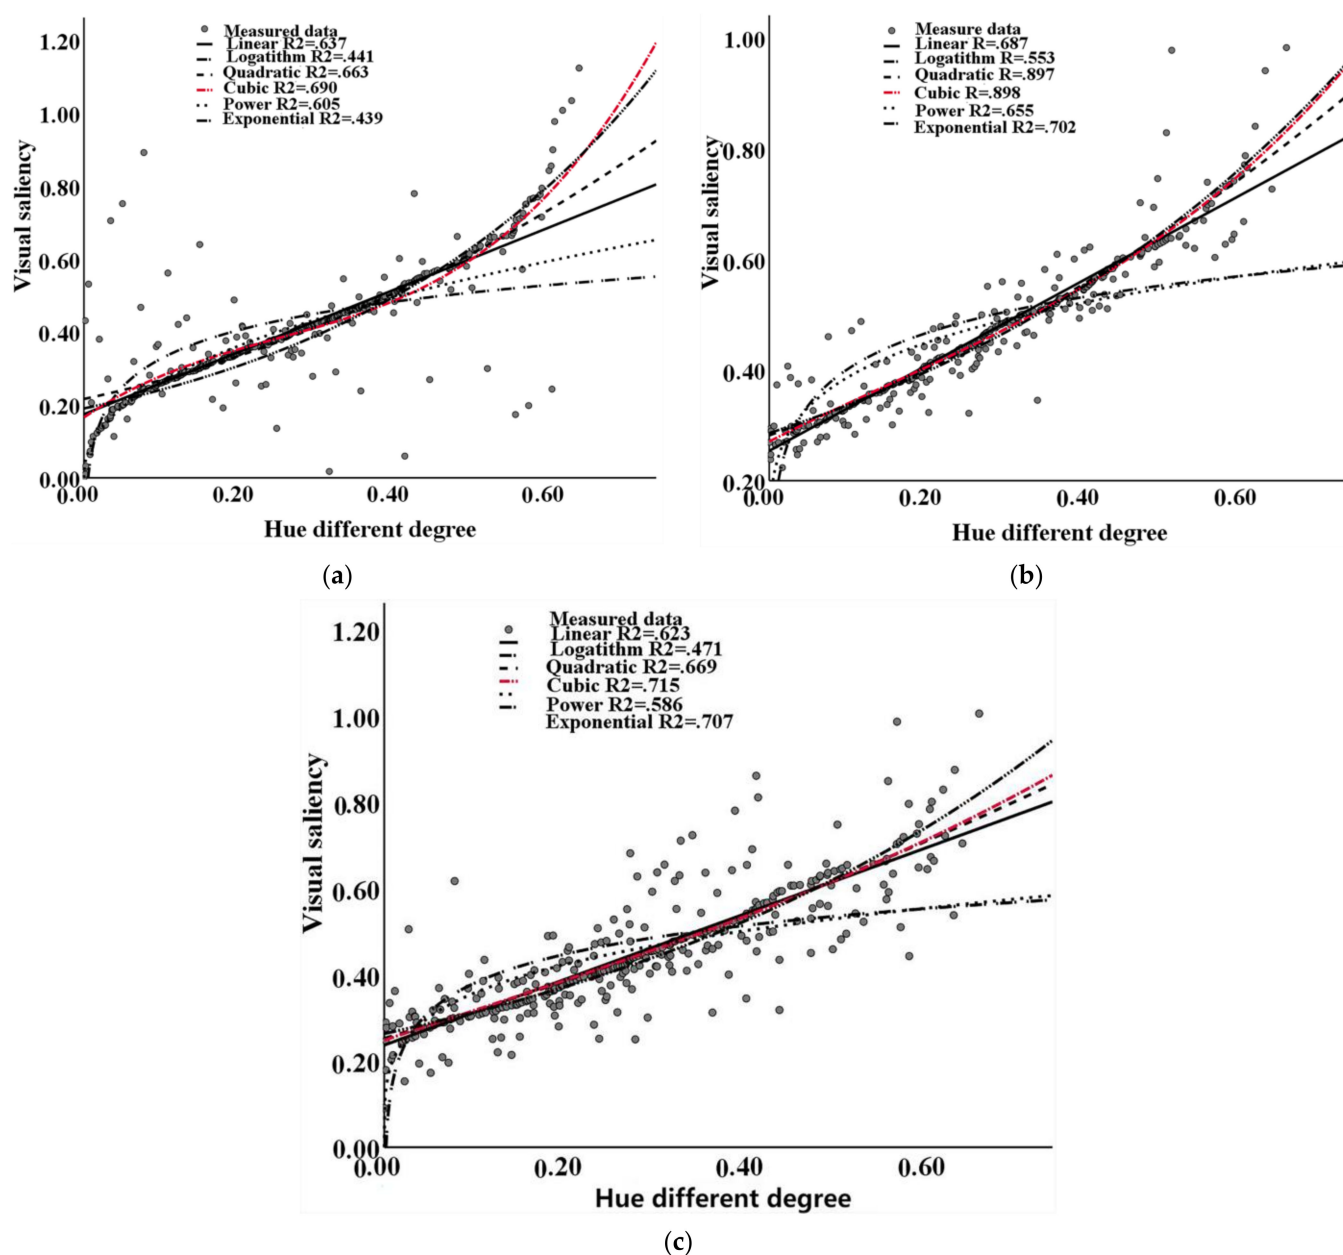 Measured data
Linear R2=.637
Logatithm R2=.441
Quadratic R2=.663
Cubic R2=.690
Power R2=.605
Exponential R2=.439
1.20
1.00
0.80
0.60
0.40
0.20
0.00
Visual saliency
0.00 0.20 0.40 0.60
Hue different degree
(a)
Measure data
Linear R=.687
Logatithm R=.553
Quadratic R=.897
Cubic R=.898
Power R2=.655
Exponential R2=.702
1.00
0.80
0.60
0.40
0.20
Visual saliency
0.00 0.20 0.40 0.60
Hue different degree
(b)
Measured data
Linear R2=.623
Logatithm R2=.471
Quadratic R2=.669
Cubic R2=.715
Power R2=.586
Exponential R2=.707
1.20
1.00
0.80
0.60
0.40
0.20
0.00
Visual saliency
0.00 0.20 0.40 0.60
Hue different degree
(c)